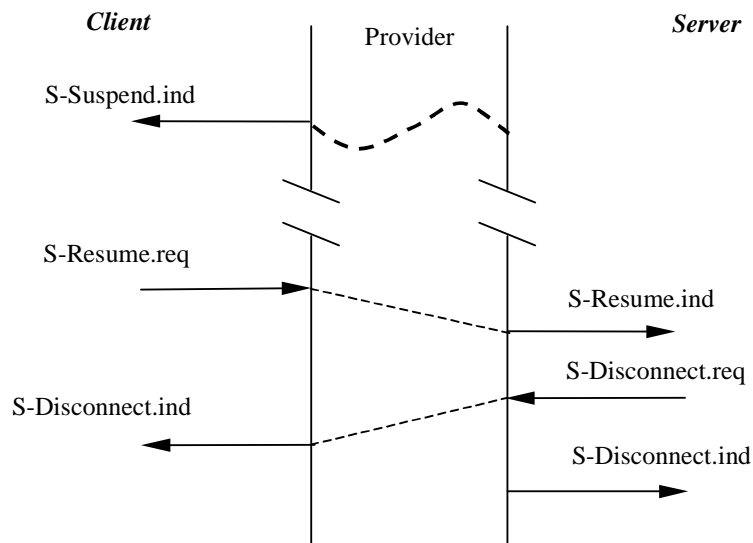 Client
Provider
Server
S-Suspend.ind
S-Resume.req
S-Resume.ind
S-Disconnect.req
S-Disconnect.ind
S-Disconnect.ind